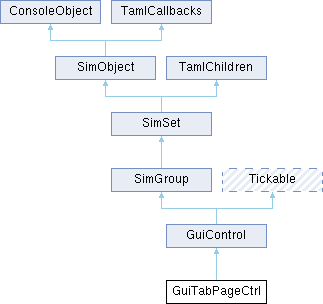 ConsoleObject TamlCallbacks
SimObject TamlChildren
SimSet
SimGroup Tickable
GuiControl
GuiTabPageCtrl